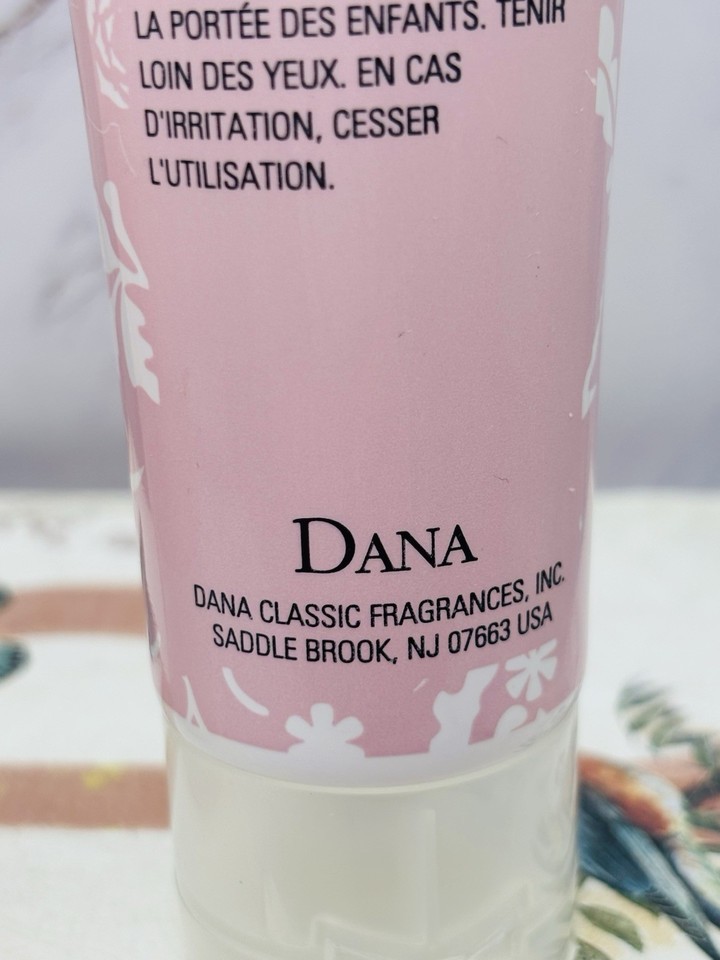 LA PORTÉE DES ENFANTS. TENIR
LOIN DES YEUX. EN CAS
D'IRRITATION, CESSER
L'UTILISATION.
DANA
DANA CLASSIC FRAGRANCES, INC.
SADDLE BROOK, NJ 07663 USA